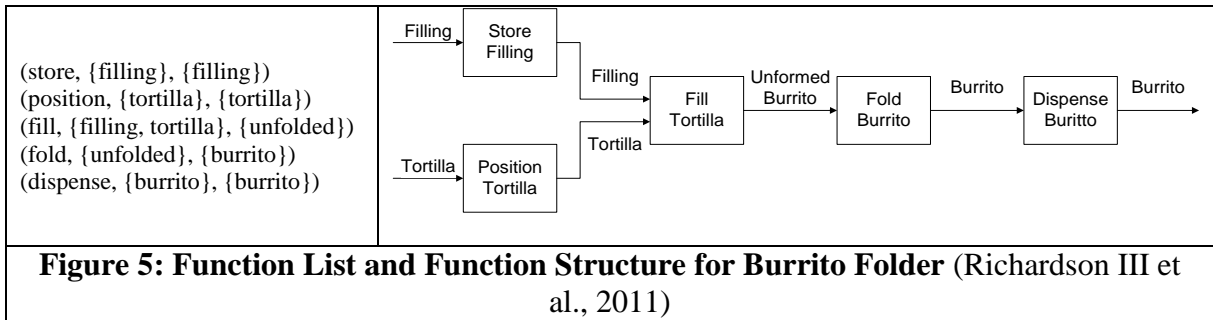 (store, {filling}, {filling})
(position, {tortilla}, {tortilla})
(fill, {filling, tortilla}, {unfolded})
(fold, {unfolded}, {burrito})
(dispense, {burrito}, {burrito})
Filling
Store
Filling
Filling
Tortilla
Position
Tortilla
Tortilla
Fill
Tortilla
Unformed
Burrito
Fold
Burrito
Burrito
Dispense
Buritto
Burrito
Figure 5: Function List and Function Structure for Burrito Folder (Richardson III et
al., 2011)